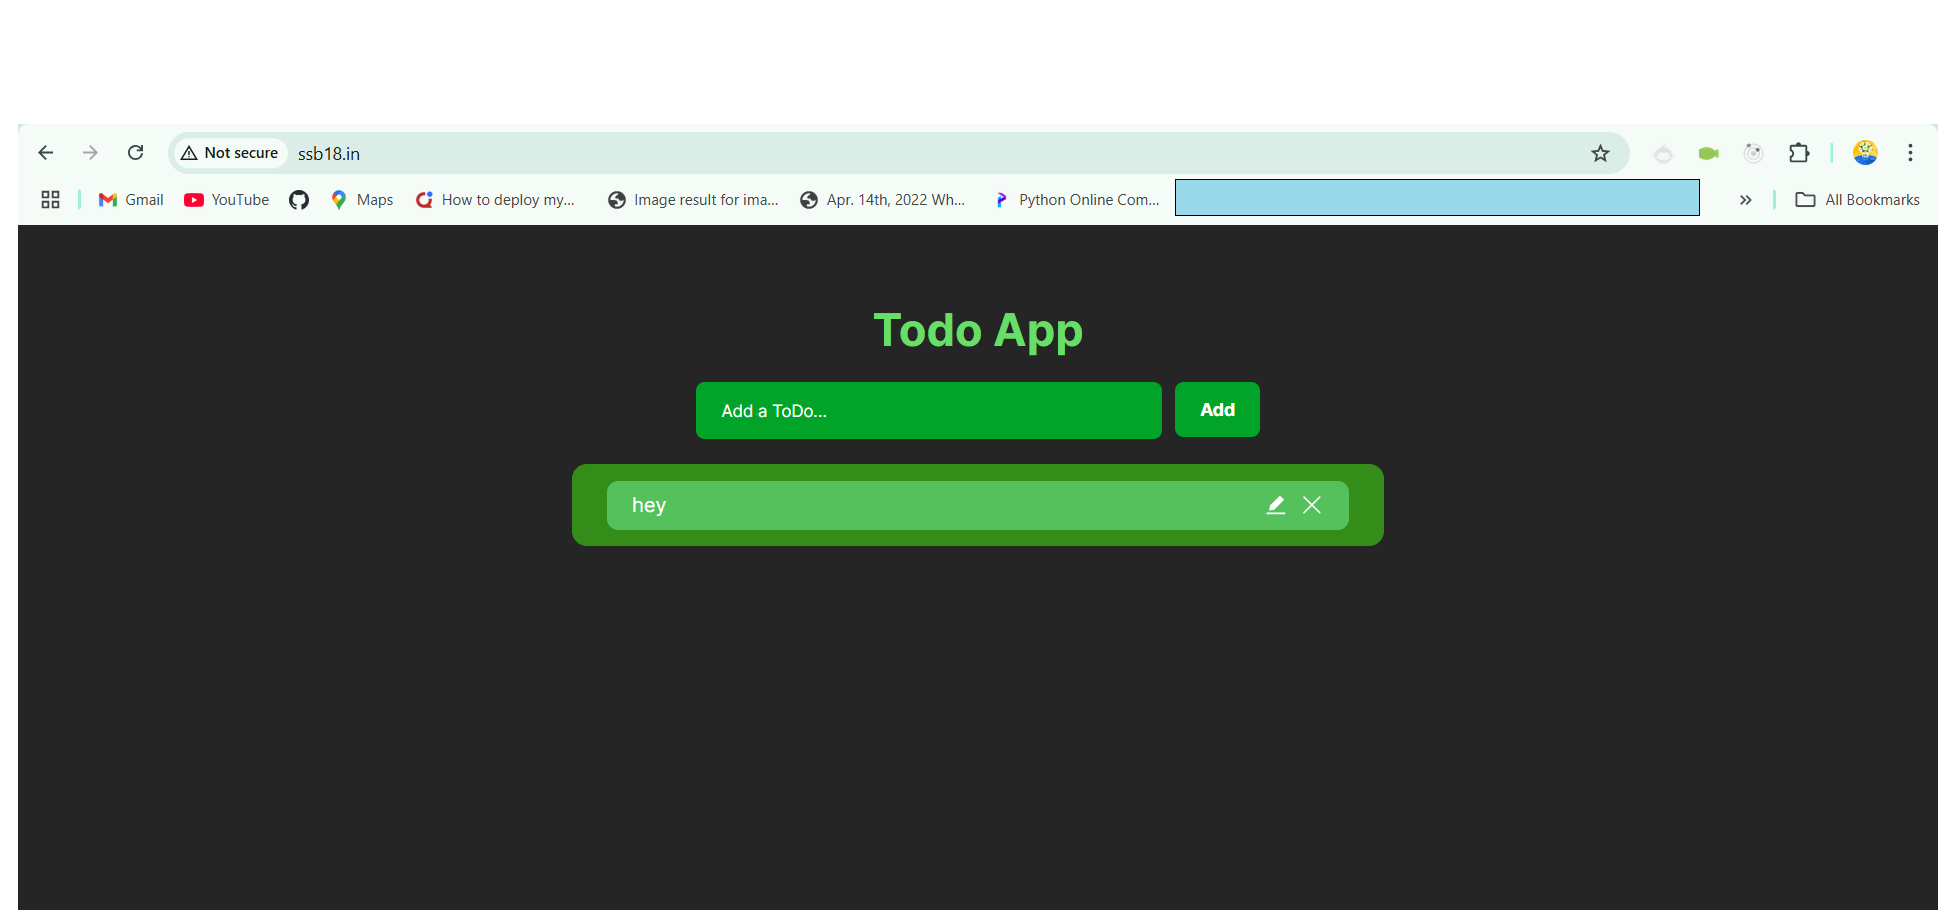 Not secure ssb18.in
Gmail YouTube Maps How to deploy my... Image result for ima... Apr. 14th, 2022 Wh... Python Online Com... » All Bookmarks
Todo App
Add a ToDo... Add
hey